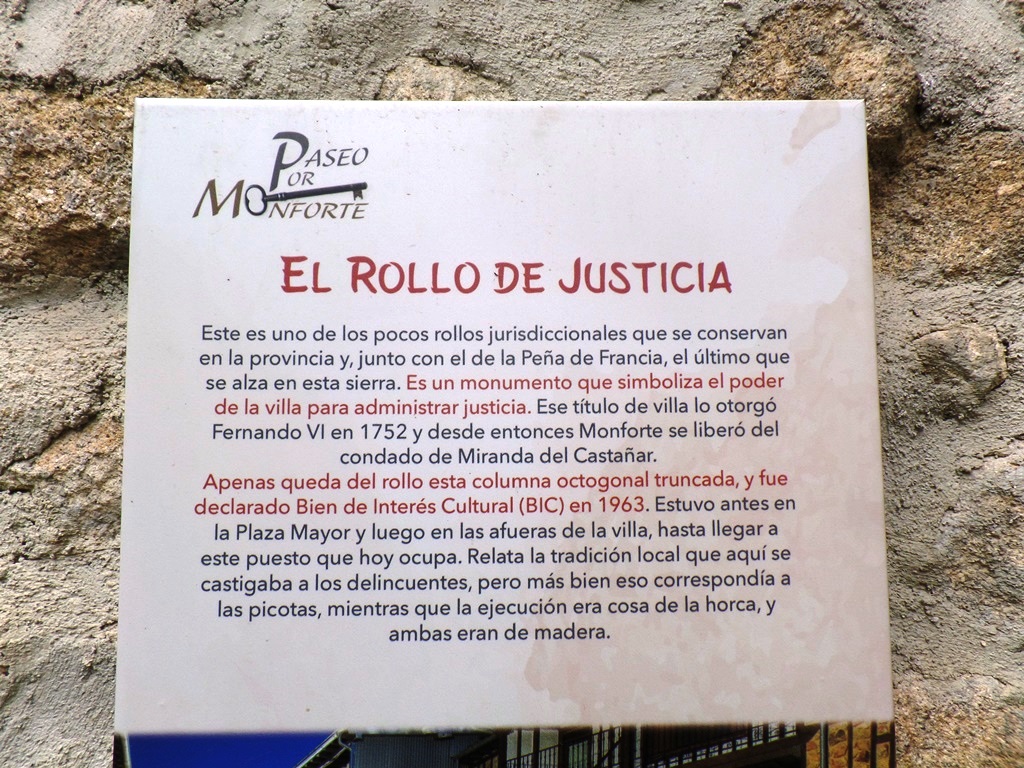 PASEO
POR
MONFORTE
EL ROLLO DE JUSTICIA
Este es uno de los pocos rollos jurisdiccionales que se conservan
en la provincia y, junto con el de la Peña de Francia, el último que
se alza en esta sierra. Es un monumento que simboliza el poder
de la villa para administrar justicia. Ese título de villa lo otorgó
Fernando VI en 1752 y desde entonces Monforte se liberó del
condado de Miranda del Castañar.
Apenas queda del rollo esta columna octogonal truncada, y fue
declarado Bien de Interés Cultural (BIC) en 1963. Estuvo antes en
la Plaza Mayor y luego en las afueras de la villa, hasta llegar a
este puesto que hoy ocupa. Relata la tradición local que aquí se
castigaba a los delincuentes, pero más bien eso correspondía a
las picotas, mientras que la ejecución era cosa de la horca, y
ambas eran de madera.